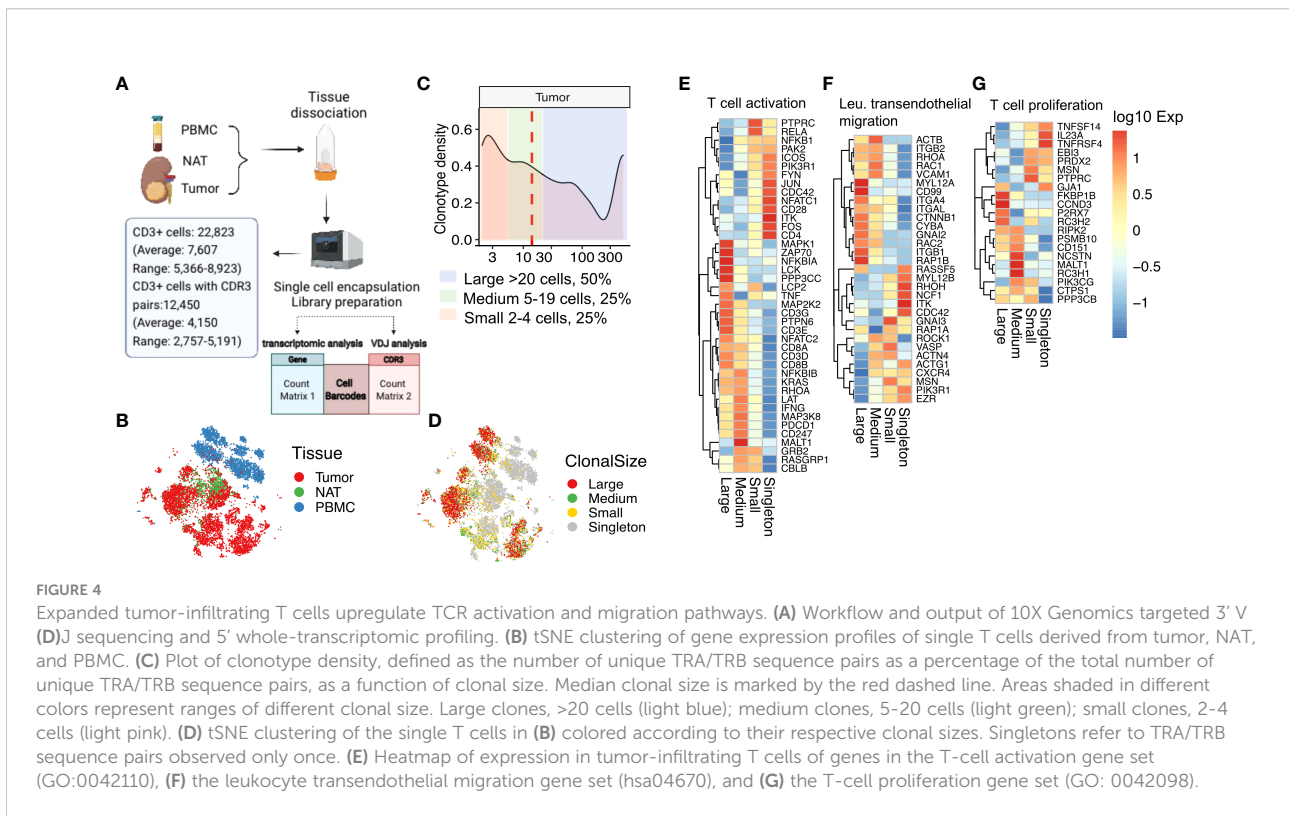 A
PBMC
NAT
Tumor
Tissue
dissociation
CD3+ cells: 22,823
(Average: 7,607
Range: 5,366-8,923)
CD3+ cells with CDR3
pairs:12,450
(Average: 4,150
Range: 2,757-5,191)
Single cell encapsulation
Library preparation
transcriptomic analysis
VDJ analysis
Gene
CDR3
Count
Matrix 1
Cell
Barcodes
Count
Matrix 2
B
Tissue
Tumor
NAT
PBMC
C
Tumor
Clonotype density
0.6
0.4
0.2
0.0
3
10
30
100
300
Large >20 cells, 50%
Medium 5-19 cells, 25%
Small 2-4 cells, 25%
D
ClonalSize
Large
Medium
Small
Singleton
E
T cell activation
PTPRC
RELA
NFKB1
PAK2
ICOS
PIK3R1
FYN
JUN
CDC42
NFATC1
CD28
ITK
FOS
CD4
MAPK1
ZAP70
NFKBIA
LCK
PPP3CC
LCP2
TNF
MAP2K2
CD3G
PTPN6
CD3E
NFATC2
CD8A
CD3D
CD8B
NFKBIB
KRAS
RHOA
LAT
IFNG
MAP3K8
PDCD1
CD247
MALT1
GRB2
RASGRP1
CBLB
Large
Medium
Small
Singleton
F
Leu. transendothelial
migration
ACTB
ITGB2
RHOA
RAC1
VCAM1
MYL12A
CD99
ITGA4
ITGAL
CTNNB1
CYBA
GNAI2
RAC2
ITGB1
RAP1B
RASSF5
MYL12B
RHOH
NCF1
ITK
CDC42
GNAI3
RAP1A
ROCK1
VASP
ACTN4
ACTG1
CXCR4
MSN
PIK3R1
EZR
Large
Medium
Small
Singleton
G
T cell proliferation
TNFSF14
IL23A
TNFRSF4
EBI3
PRDX2
MSN
PTPRC
GJA1
FKBP1B
CCND3
P2RX7
RC3H2
RIPK2
PSMB10
CD151
NCSTN
MALT1
RC3H1
PIK3CG
CTPS1
PPP3CB
Large
Medium
Small
Singleton
log10 Exp
1
0.5
0
−0.5
−1
FIGURE 4
Expanded tumor-infiltrating T cells upregulate TCR activation and migration pathways. (A) Workflow and output of 10X Genomics targeted 3' V
(D)J sequencing and 5' whole-transcriptomic profiling. (B) tSNE clustering of gene expression profiles of single T cells derived from tumor, NAT,
and PBMC. (C) Plot of clonotype density, defined as the number of unique TRA/TRB sequence pairs as a percentage of the total number of
unique TRA/TRB sequence pairs, as a function of clonal size. Median clonal size is marked by the red dashed line. Areas shaded in different
colors represent ranges of different clonal size. Large clones, >20 cells (light blue); medium clones, 5-20 cells (light green); small clones, 2-4
cells (light pink). (D) tSNE clustering of the single T cells in (B) colored according to their respective clonal sizes. Singletons refer to TRA/TRB
sequence pairs observed only once. (E) Heatmap of expression in tumor-infiltrating T cells of genes in the T-cell activation gene set
(GO:0042110), (F) the leukocyte transendothelial migration gene set (hsa04670), and (G) the T-cell proliferation gene set (GO: 0042098).